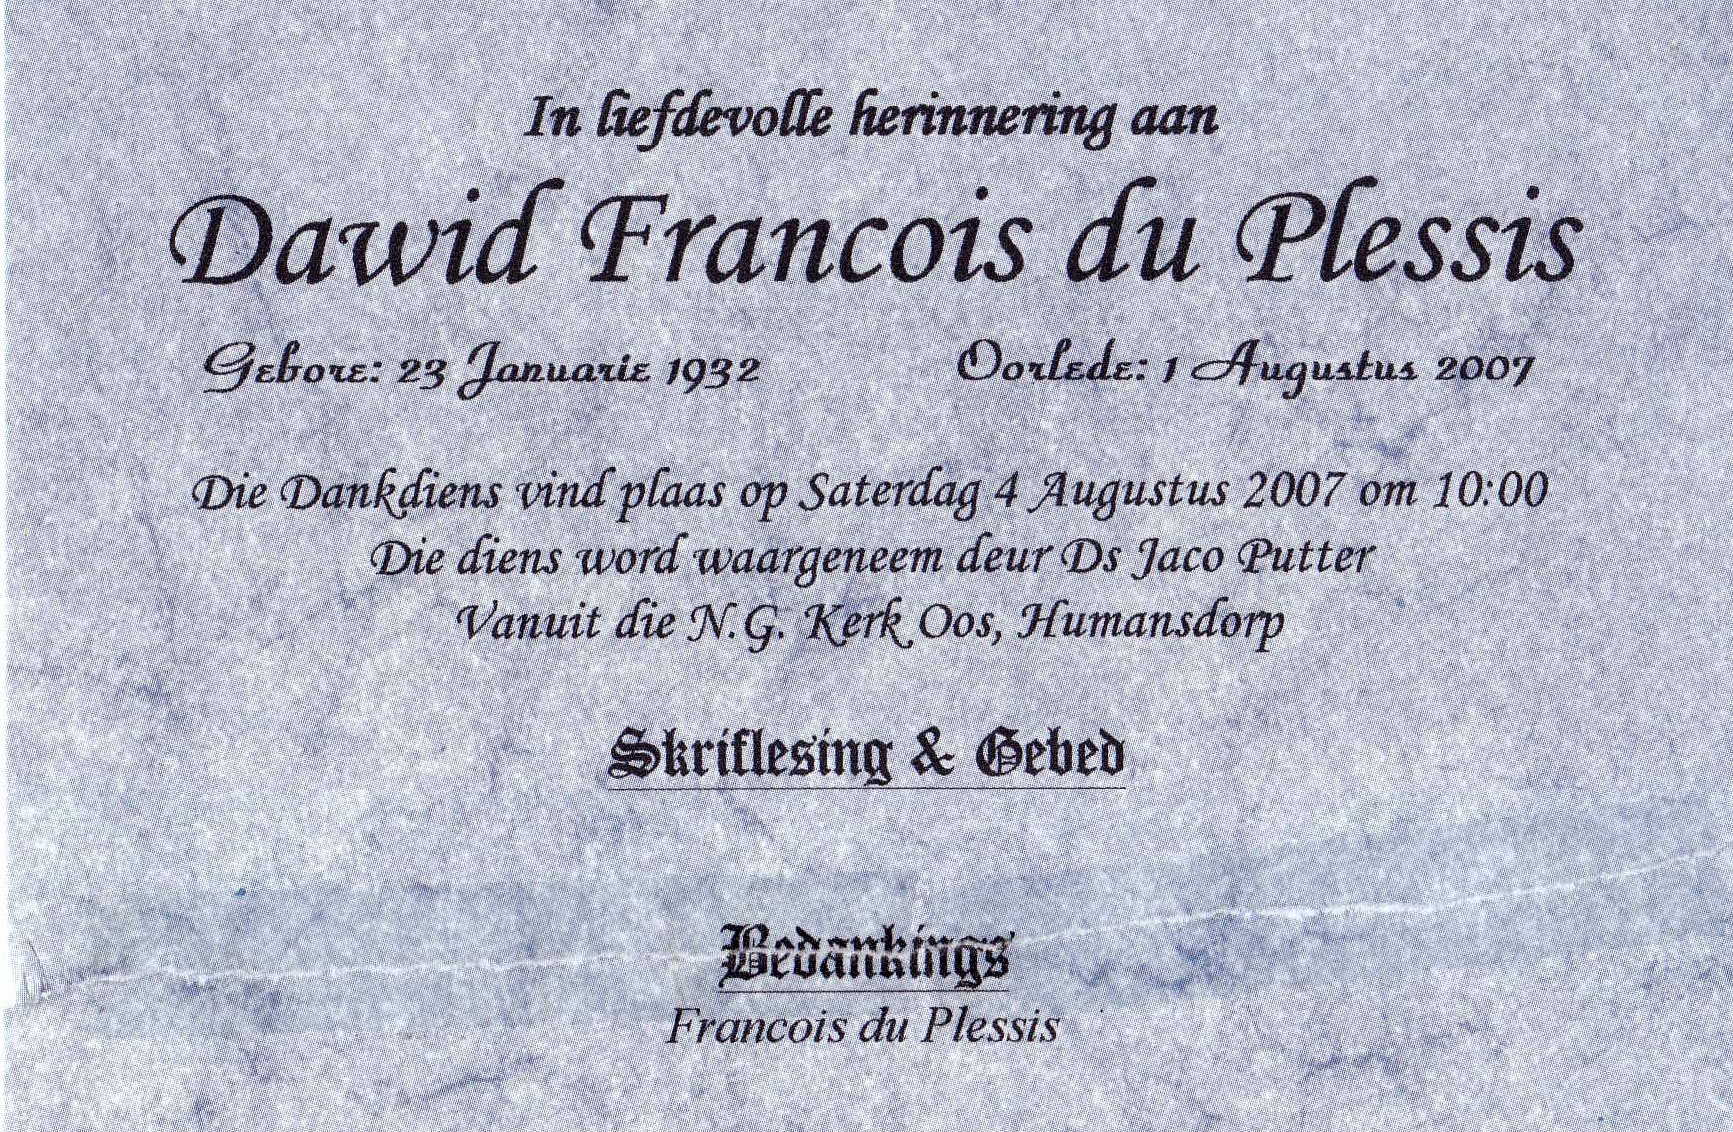 In liefdevolle herinnering aan
Dawid Francois du Plessis
Gebore: 23 Januarie 1932 Oorlede: 1 Augustus 2007
Die Dankdiens vind plaas op Saterdag 4 Augustus 2007 om 10:00
Die diens word waargeneem deur Ds Jaco Putter
Vanuit die N.G. Kerk Oos, Humansdorp
Skriflesing & Gebed
Bedankings
Francois du Plessis